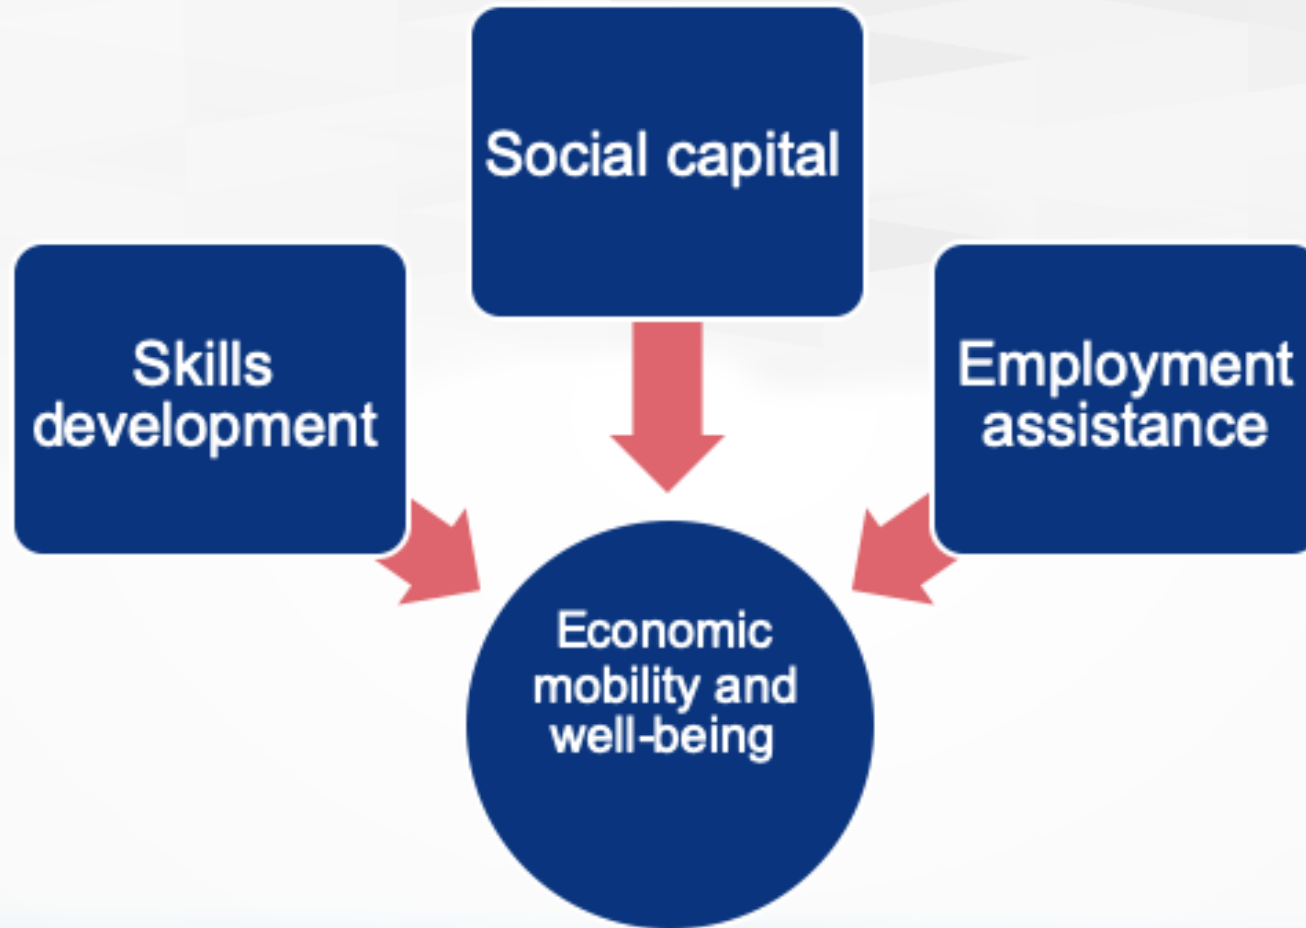 Social capital
Skills
development
Employment
assistance
Economic
mobility and
well-being